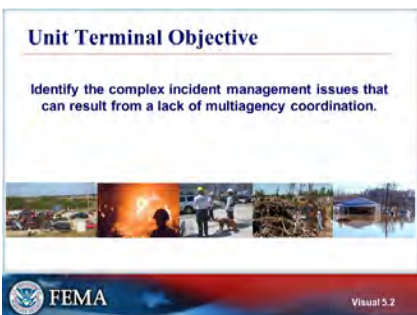 Unit Terminal Objective
Identify the complex incident management issues that
can result from a lack of multiagency coordination.
FEMA
Visual 5.2